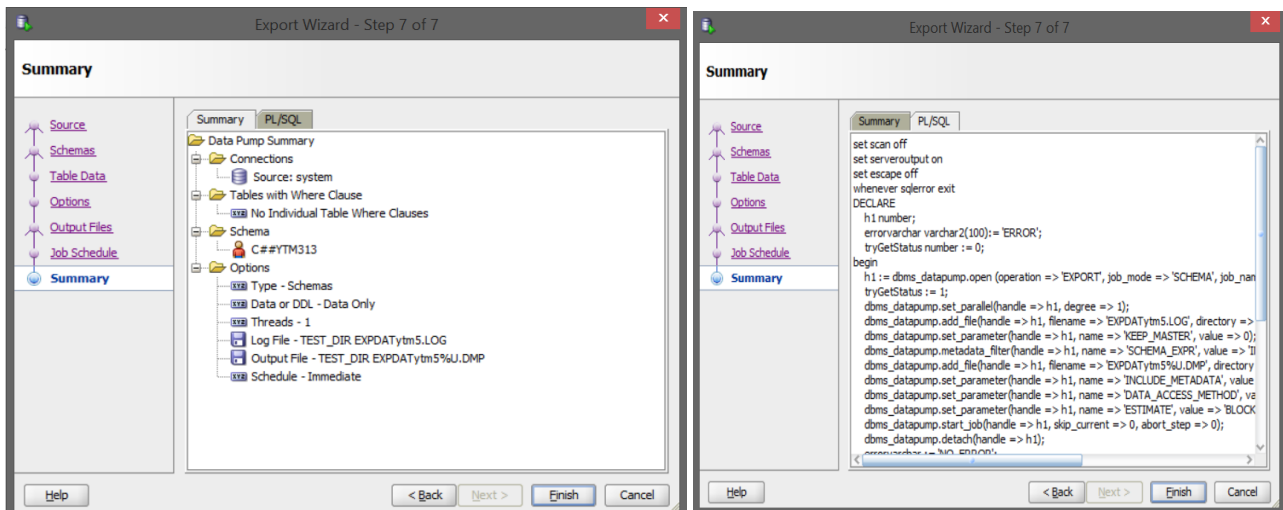 Export Wizard - Step 7 of 7
Summary
Source
Schemas
Table Data
Options
Output Files
Job Schedule
Summary
Summary PL/SQL
Data Pump Summary
Connections
Source: system
Tables with Where Clause
No Individual Table Where Clauses
Schema
C##YTM313
Options
Type - Schemas
Data or DDL - Data Only
Threads - 1
Log File - TEST_DIR EXPDATytm5.LOG
Output File - TEST_DIR EXPDATytm5%U.DMP
Schedule - Immediate
Help < Back Next > Finish Cancel
Export Wizard - Step 7 of 7
Summary
Source
Schemas
Table Data
Options
Output Files
Job Schedule
Summary
Summary PL/SQL
set scan off
set serveroutput on
set escape off
whenever sqlerror exit
DECLARE
h1 number;
errorvarchar varchar2(100):= 'ERROR';
tryGetStatus number := 0;
begin
h1 := dbms_datapump.open (operation => 'EXPORT', job_mode => 'SCHEMA', job_nan
tryGetStatus := 1;
dbms_datapump.set_parallel(handle => h1, degree => 1);
dbms_datapump.add_file(handle => h1, filename => 'EXPDATytm5.LOG', directory =>
dbms_datapump.set_parameter(handle => h1, name => 'KEEP_MASTER', value => 0);
dbms_datapump.metadata_filter(handle => h1, name => 'SCHEMA_EXPR', value => 'I
dbms_datapump.add_file(handle => h1, filename => 'EXPDATytm5%U.DMP', directory
dbms_datapump.set_parameter(handle => h1, name => 'INCLUDE_METADATA', value
dbms_datapump.set_parameter(handle => h1, name => 'DATA_ACCESS_METHOD', va
dbms_datapump.set_parameter(handle => h1, name => 'ESTIMATE', value => 'BLOCK
dbms_datapump.start_job(handle => h1, skip_current => 0, abort_step => 0);
dbms_datapump.detach(handle => h1);
errorvarchar := 'NO_ERROR';
Help < Back Next > Finish Cancel